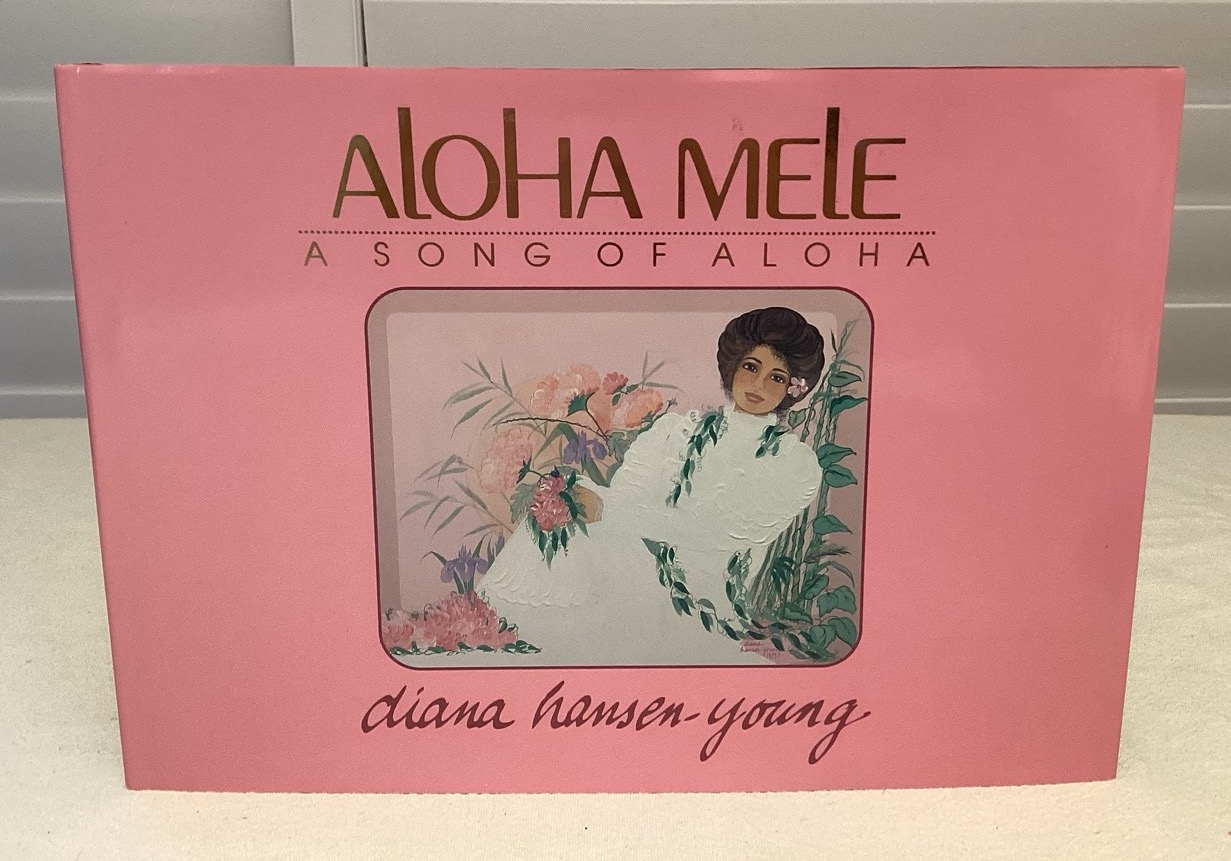 ALOHA MELE
A SONG OF ALOHA
diana hansen-young